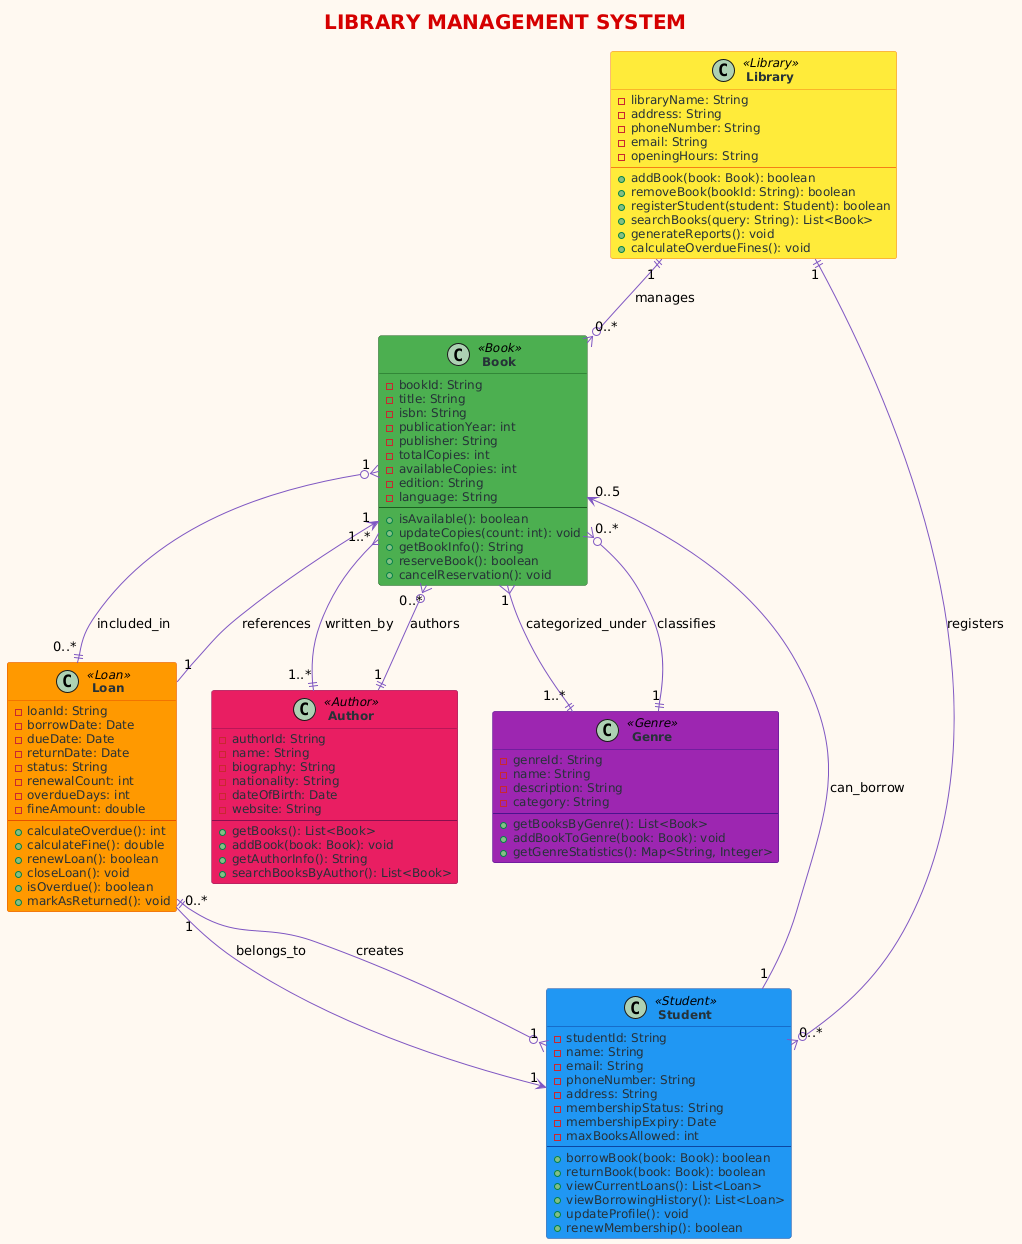 LIBRARY MANAGEMENT SYSTEM
C
«Library»
Library
libraryName: String
address: String
phoneNumber: String
email: String
openingHours: String
addBook(book: Book): boolean
removeBook(bookId: String): boolean
registerStudent(student: Student): boolean
searchBooks(query: String): List<Book>
generateReports(): void
calculateOverdueFines(): void
1
1
manages
0..*
C
«Book»
Book
bookId: String
title: String
isbn: String
publicationYear: int
publisher: String
totalCopies: int
availableCopies: int
edition: String
language: String
isAvailable(): boolean
updateCopies(count: int): void
getBookInfo(): String
reserveBook(): boolean
cancelReservation(): void
1
0..5
1
0..*
1..*
0..*
1
included_in
references
written_by
authors
categorized_under
classifies
registers
0..*
1
1..*
1
1..*
1
C
«Loan»
Loan
loanId: String
borrowDate: Date
dueDate: Date
returnDate: Date
status: String
renewalCount: int
overdueDays: int
fineAmount: double
calculateOverdue(): int
calculateFine(): double
renewLoan(): boolean
closeLoan(): void
isOverdue(): boolean
markAsReturned(): void
C
«Author»
Author
authorId: String
name: String
biography: String
nationality: String
dateOfBirth: Date
website: String
getBooks(): List<Book>
addBook(book: Book): void
getAuthorInfo(): String
searchBooksByAuthor(): List<Book>
C
«Genre»
Genre
genreId: String
name: String
description: String
category: String
getBooksByGenre(): List<Book>
addBookToGenre(book: Book): void
getGenreStatistics(): Map<String, Integer>
can_borrow
0..*
1
belongs_to
creates
1
1
1
0..*
C
«Student»
Student
studentId: String
name: String
email: String
phoneNumber: String
address: String
membershipStatus: String
membershipExpiry: Date
maxBooksAllowed: int
borrowBook(book: Book): boolean
returnBook(book: Book): boolean
viewCurrentLoans(): List<Loan>
viewBorrowingHistory(): List<Loan>
updateProfile(): void
renewMembership(): boolean